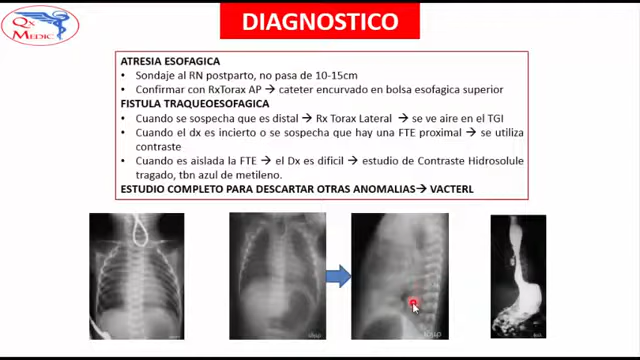 Qx
MEDIC
DIAGNOSTICO
ATRESIA ESOFAGICA
• Sondaje al RN postparto, no pasa de 10-15cm
• Confirmar con RxTorax AP → cateter encurvado en bolsa esofagica superior
FISTULA TRAQUEOESOFAGICA
• Cuando se sospecha que es distal → Rx Torax Lateral → se ve aire en el TGI
• Cuando el dx es incierto o se sospecha que hay una FTE proximal → se utiliza
contraste
• Cuando es aislada la FTE → el Dx es dificil → estudio de Contraste Hidrosolule
tragado, tbn azul de metileno.
ESTUDIO COMPLETO PARA DESCARTAR OTRAS ANOMALIAS→ VACTERL